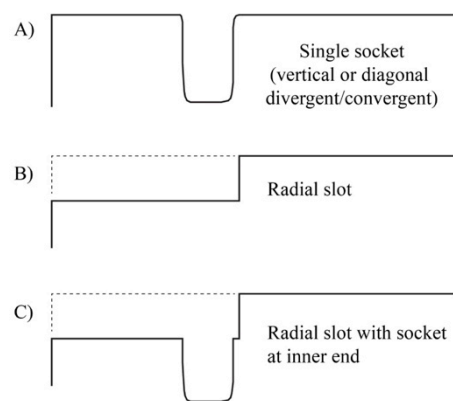 A)
Single socket
(vertical or diagonal
divergent/convergent)
B)
Radial slot
C)
Radial slot with socket
at inner end